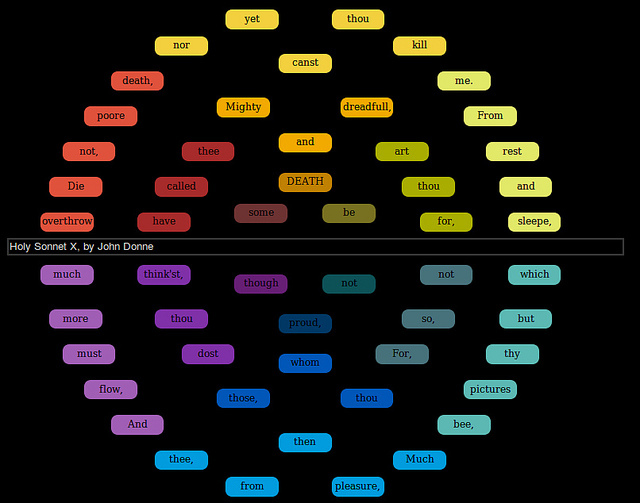 yet thou
nor kill
canst
death, me.
Mighty dreadfull,
poore From
and
not, thee art rest
DEATH
Die called thou and
some be
overthrow have for, sleepe,
Holy Sonnet X, by John Donne
much think'st, not which
though not
more thou proud, so, but
must dost For, thy
whom
flow, pictures
those, thou
And bee,
then
thee, Much
from pleasure,